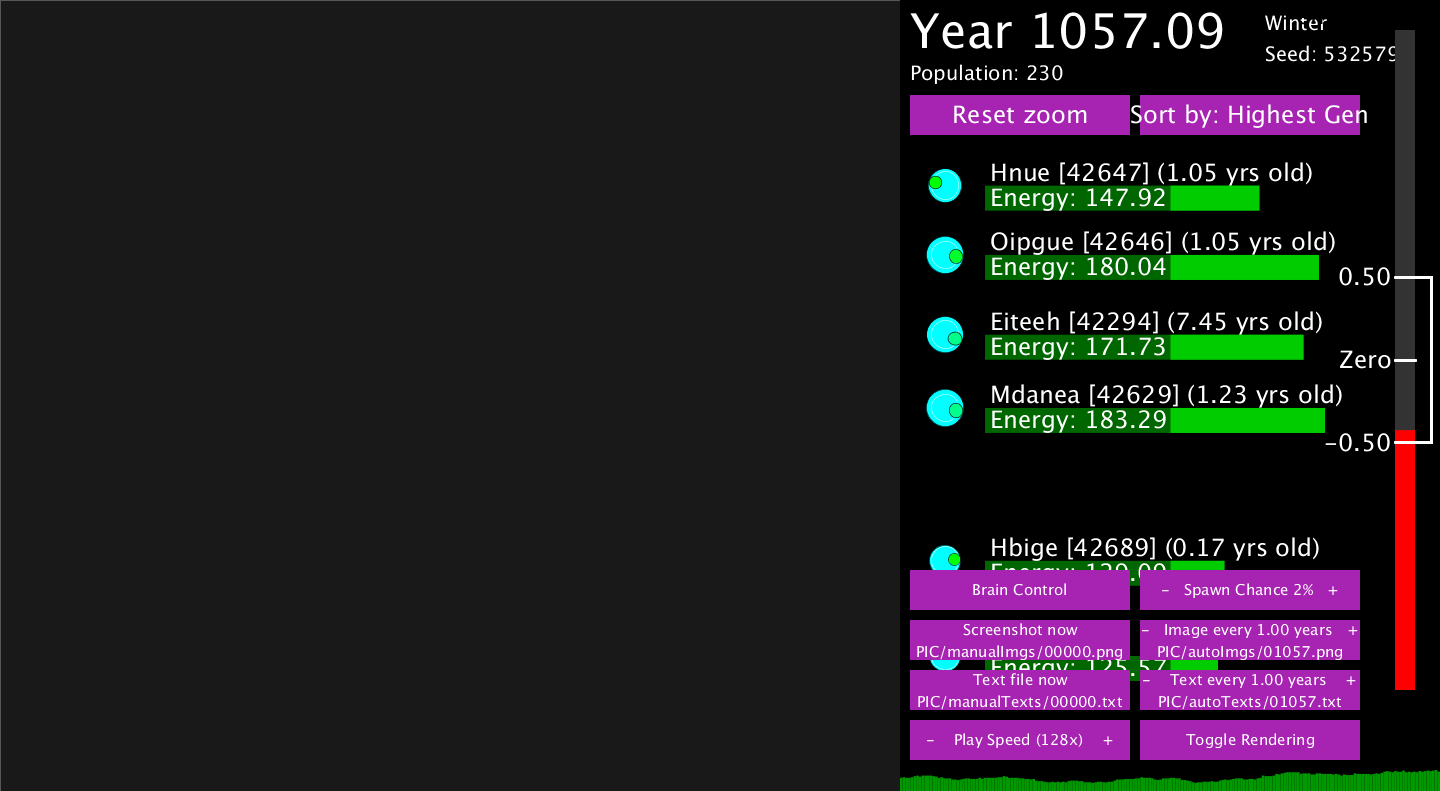 Year 1057.09
Winter
Seed: 532579
Population: 230
Reset zoom
Sort by: Highest Gen
Hnue [42647] (1.05 yrs old)
Energy: 147.92
Oipgue [42646] (1.05 yrs old)
Energy: 180.04
0.50
Eiteeh [42294] (7.45 yrs old)
Energy: 171.73
Zero
Mdanea [42629] (1.23 yrs old)
Energy: 183.29
−0.50
Hbige [42689] (0.17 yrs old)
Energy: 129.09
Brain Control
– Spawn Chance 2% +
Screenshot now
PIC/manualImgs/00000.png
– Image every 1.00 years +
PIC/autoImgs/01057.png
Energy: 125.57
Text file now
PIC/manualTexts/00000.txt
– Text every 1.00 years +
PIC/autoTexts/01057.txt
– Play Speed (128x) +
Toggle Rendering